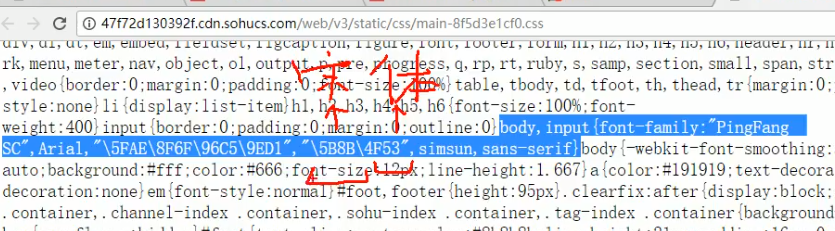 47f72d130392f.cdn.sohucs.com/web/v3/static/css/main-8f5d3e1cf0.css
div,dl,dt,em,embed,fieldset,figcaption,figure,font,footer,form,h1,h2,h3,h4,h5,h6,header,hr,
rk,menu,meter,nav,object,ol,output,p,pre,progress,q,rp,rt,ruby,s,samp,section,small,span,str
,video{border:0;margin:0;padding:0;font-size:100%}table,tbody,td,tfoot,th,thead,tr{margin:0;
style:none}li{display:list-item}h1,h2,h3,h4,h5,h6{font-size:100%;font-
weight:400}input{border:0;padding:0;margin:0;outline:0}body,input{font-family:"PingFang
SC",Arial,"\5FAE\8F6F\96C5\9ED1","\5B8B\4F53",simsun,sans-serif}body{-webkit-font-smoothing:
auto;background:#fff;color:#666;font-size:12px;line-height:1.667}a{color:#191919;text-decora
decoration:none}em{font-style:normal}#foot,footer{height:95px}.clearfix:after{display:block;
.container,.channel-index .container,.sohu-index .container,.tag-index .container{background
宋体